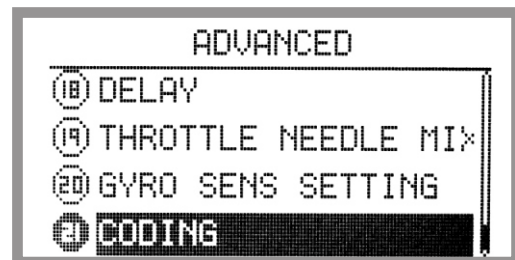 ADVANCED
18 DELAY
19 THROTTLE NEEDLE MIX
20 GYRO SENS SETTING
21 CODING